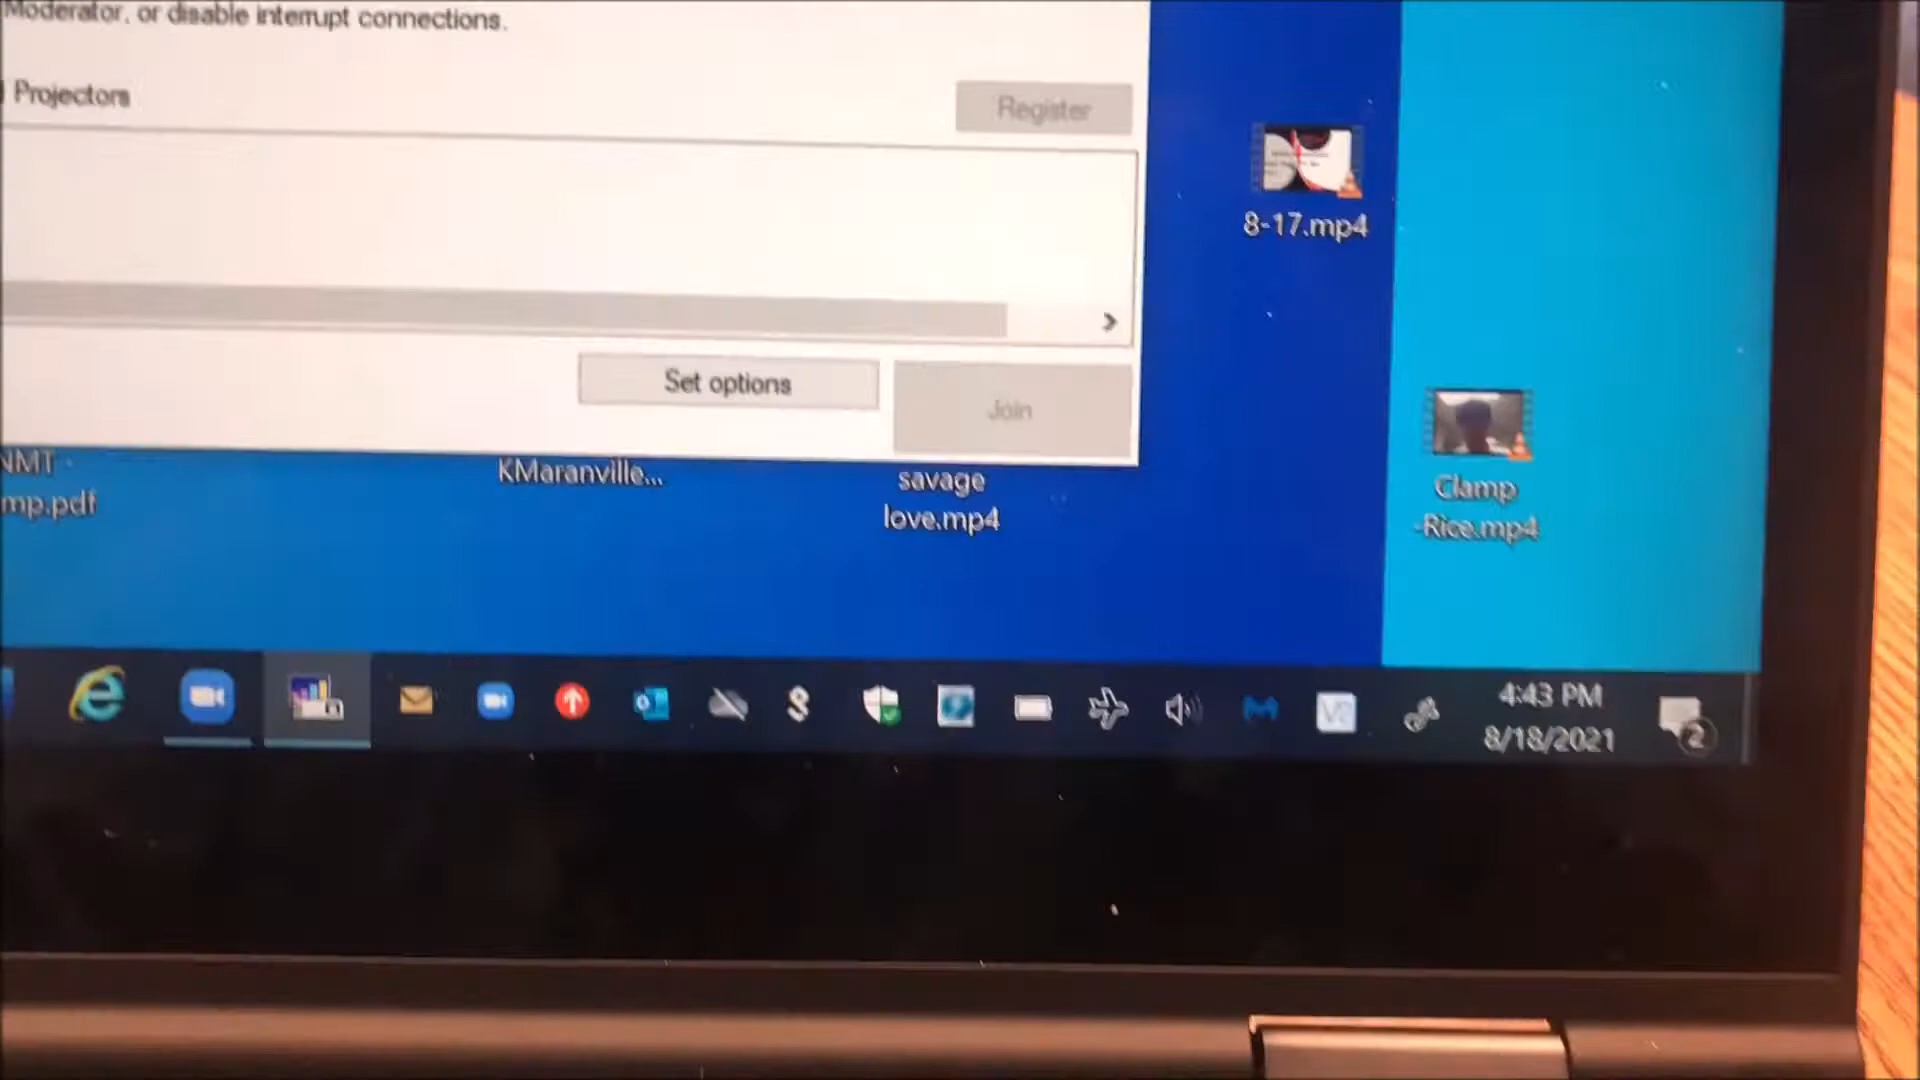 Moderator, or disable interrupt connections.
Projectors
Register
8-17.mp4
Set options
Join
NMT
mp.pdf
KMaranville...
savage
love.mp4
Clamp
-Rice.mp4
4:43 PM
8/18/2021
2